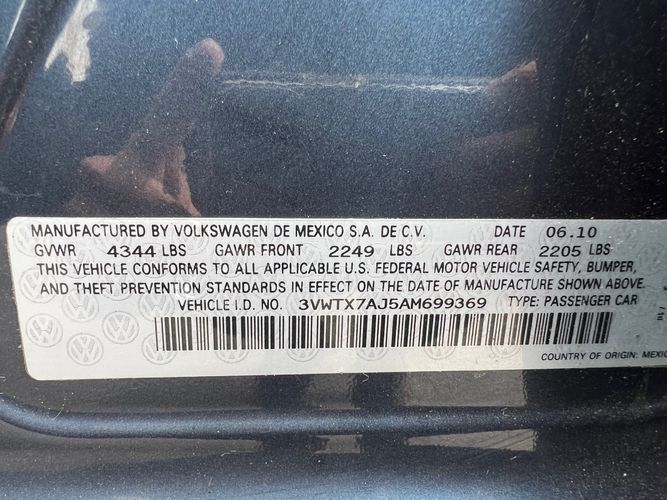 MANUFACTURED BY VOLKSWAGEN DE MEXICO S.A. DE C.V. DATE 06.10
GVWR 4344 LBS GAWR FRONT 2249 LBS GAWR REAR 2205 LBS
THIS VEHICLE CONFORMS TO ALL APPLICABLE U.S. FEDERAL MOTOR VEHICLE SAFETY, BUMPER,
AND THEFT PREVENTION STANDARDS IN EFFECT ON THE DATE OF MANUFACTURE SHOWN ABOVE.
VEHICLE I.D. NO. 3VWTX7AJ5AM699369 TYPE: PASSENGER CAR
COUNTRY OF ORIGIN: MEXIC